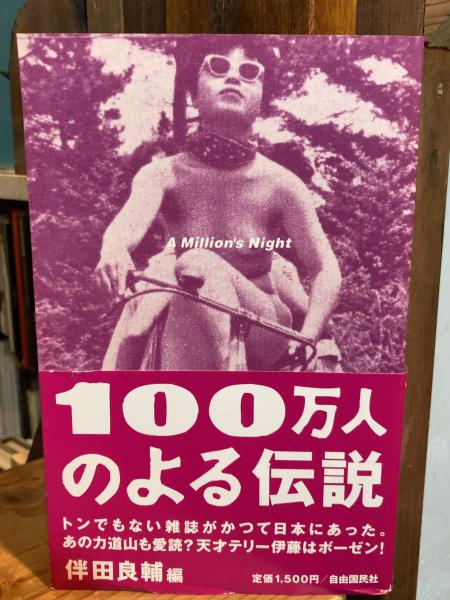 A Million's Night
100万人
のよる伝説
トンでもない雑誌がかつて日本にあった。
あの力道山も愛読?天才テリー伊藤はボーゼン!
伴田良輔 編
定価1,500円/自由国民社